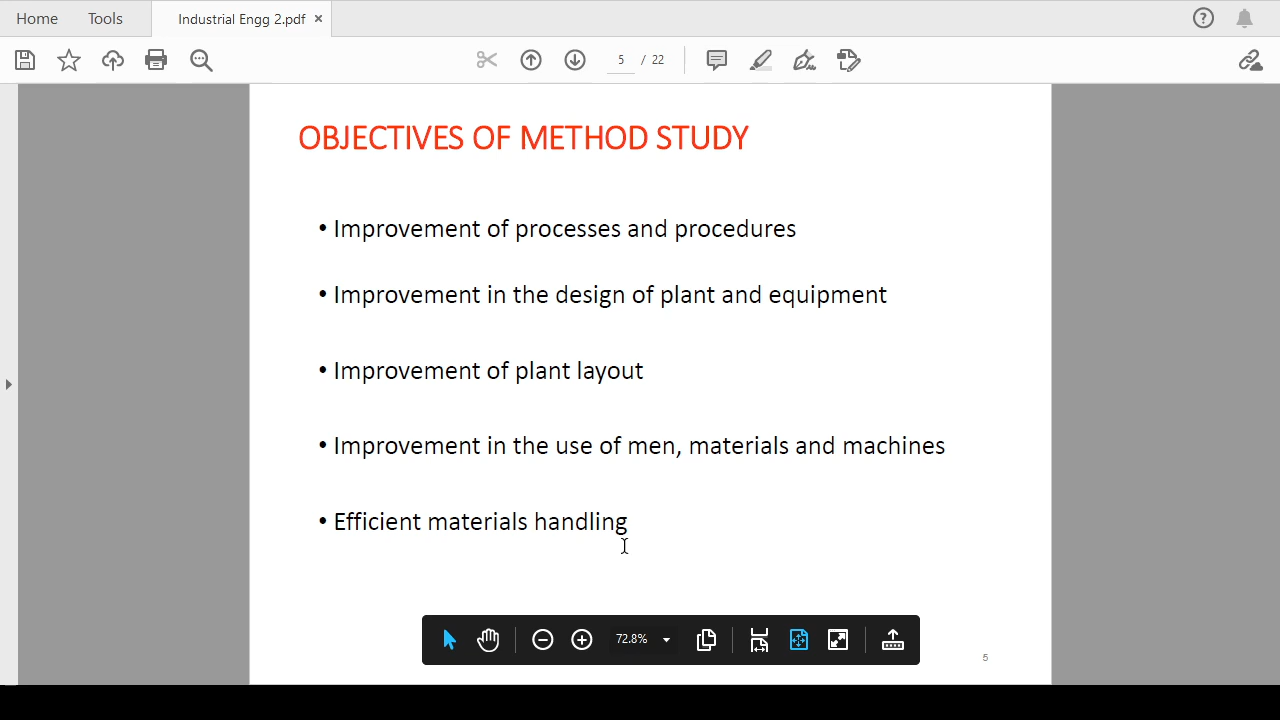 Home Tools Industrial Engg 2.pdf ×
5 / 22
OBJECTIVES OF METHOD STUDY
• Improvement of processes and procedures
• Improvement in the design of plant and equipment
• Improvement of plant layout
• Improvement in the use of men, materials and machines
• Efficient materials handling
72.8%
5